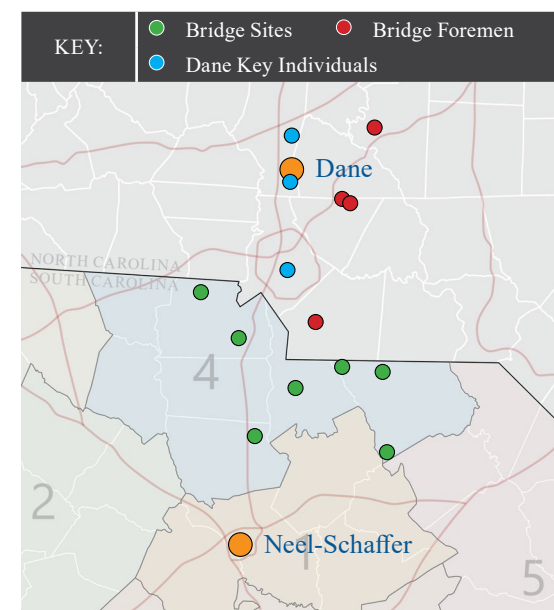 KEY:
Bridge Sites
Bridge Foremen
Dane Key Individuals
Dane
NORTH CAROLINA
SOUTH CAROLINA
4
2
Neel-Schaffer
1
5